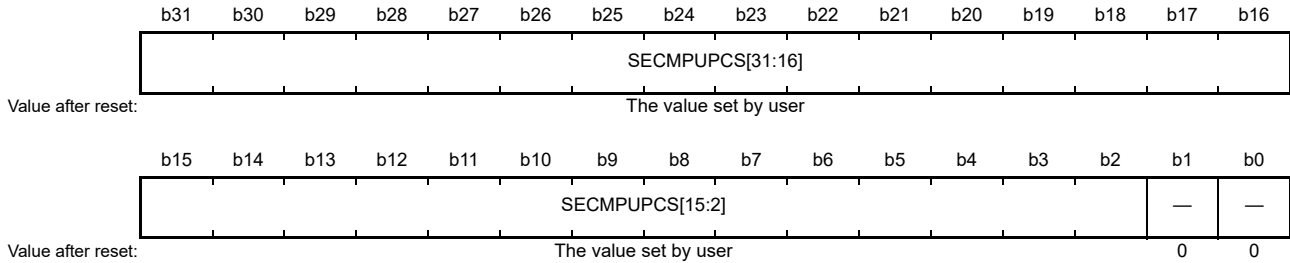 b31 b30 b29 b28 b27 b26 b25 b24 b23 b22 b21 b20 b19 b18 b17 b16
SECMPUPCS[31:16]
Value after reset: The value set by user
b15 b14 b13 b12 b11 b10 b9 b8 b7 b6 b5 b4 b3 b2 b1 b0
SECMPUPCS[15:2] — —
Value after reset: The value set by user 0 0